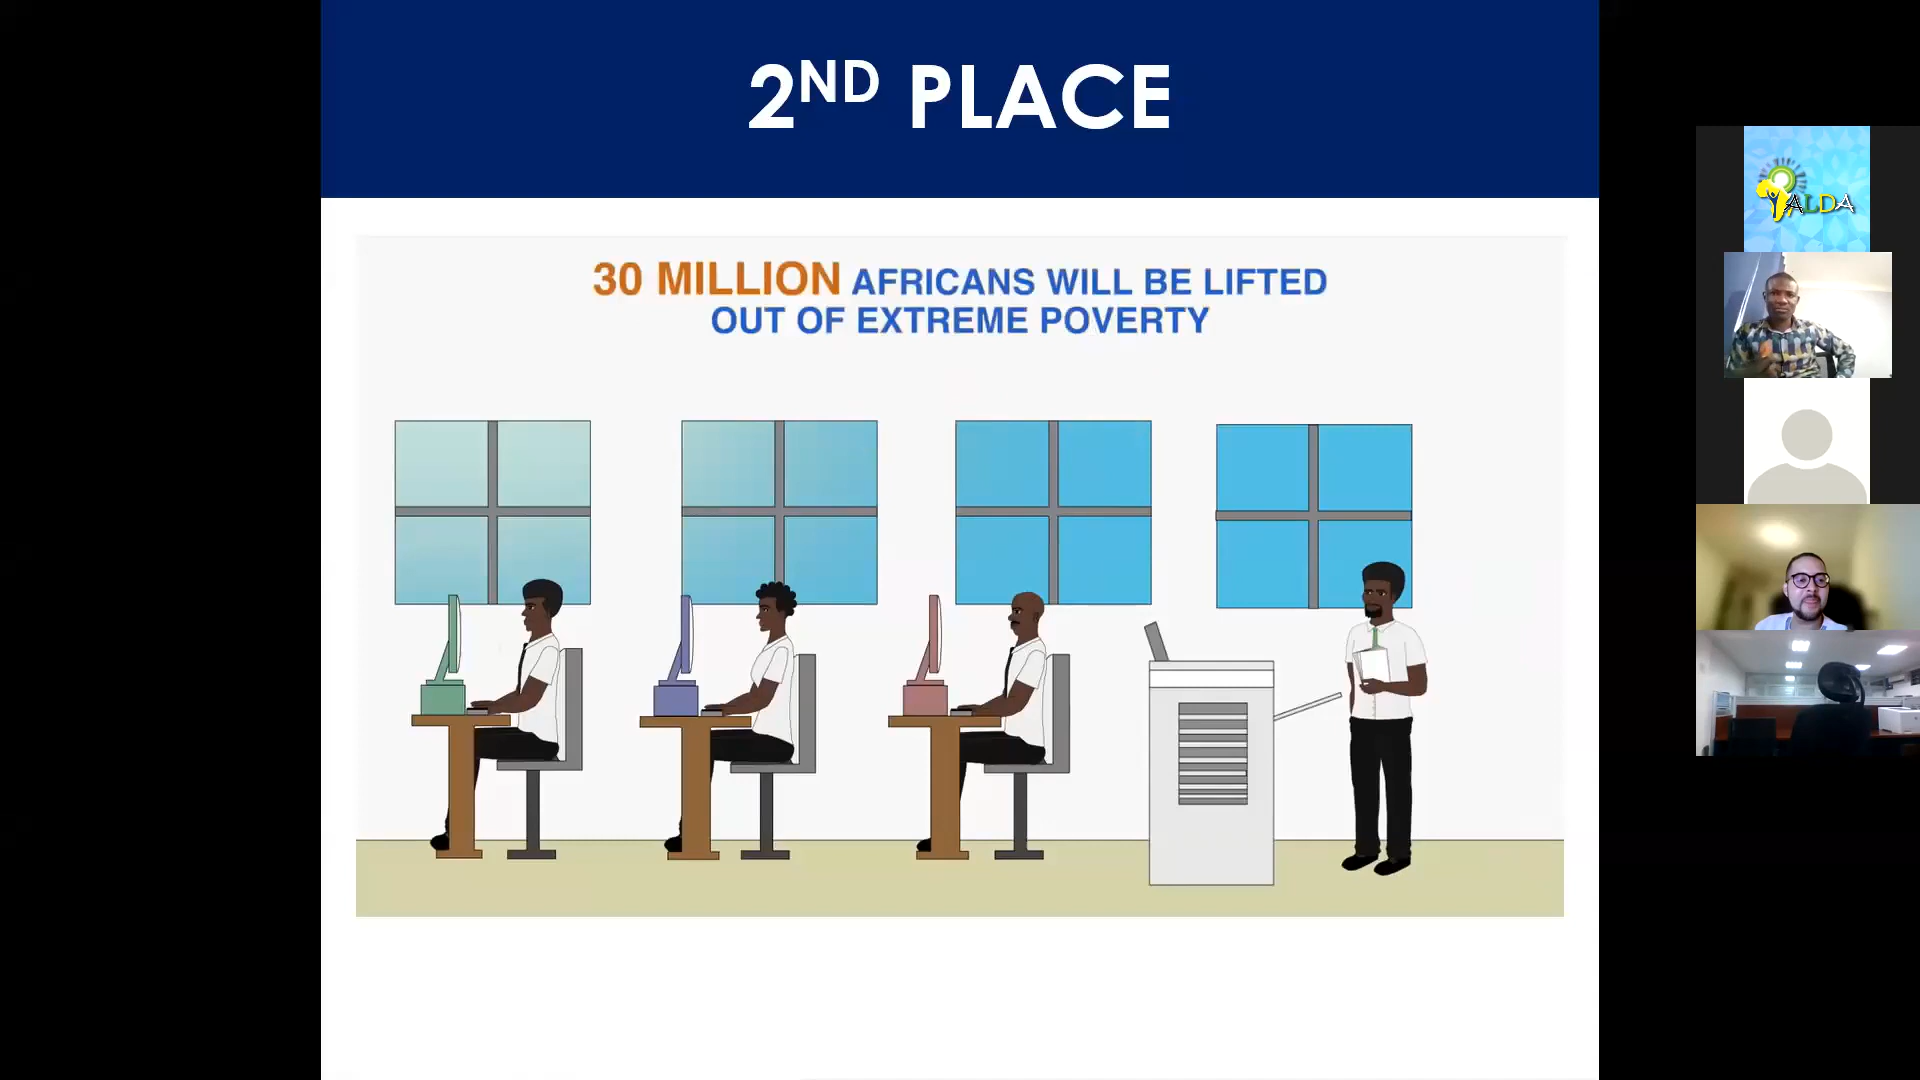 2ND PLACE
30 MILLION AFRICANS WILL BE LIFTED
OUT OF EXTREME POVERTY
ALDA